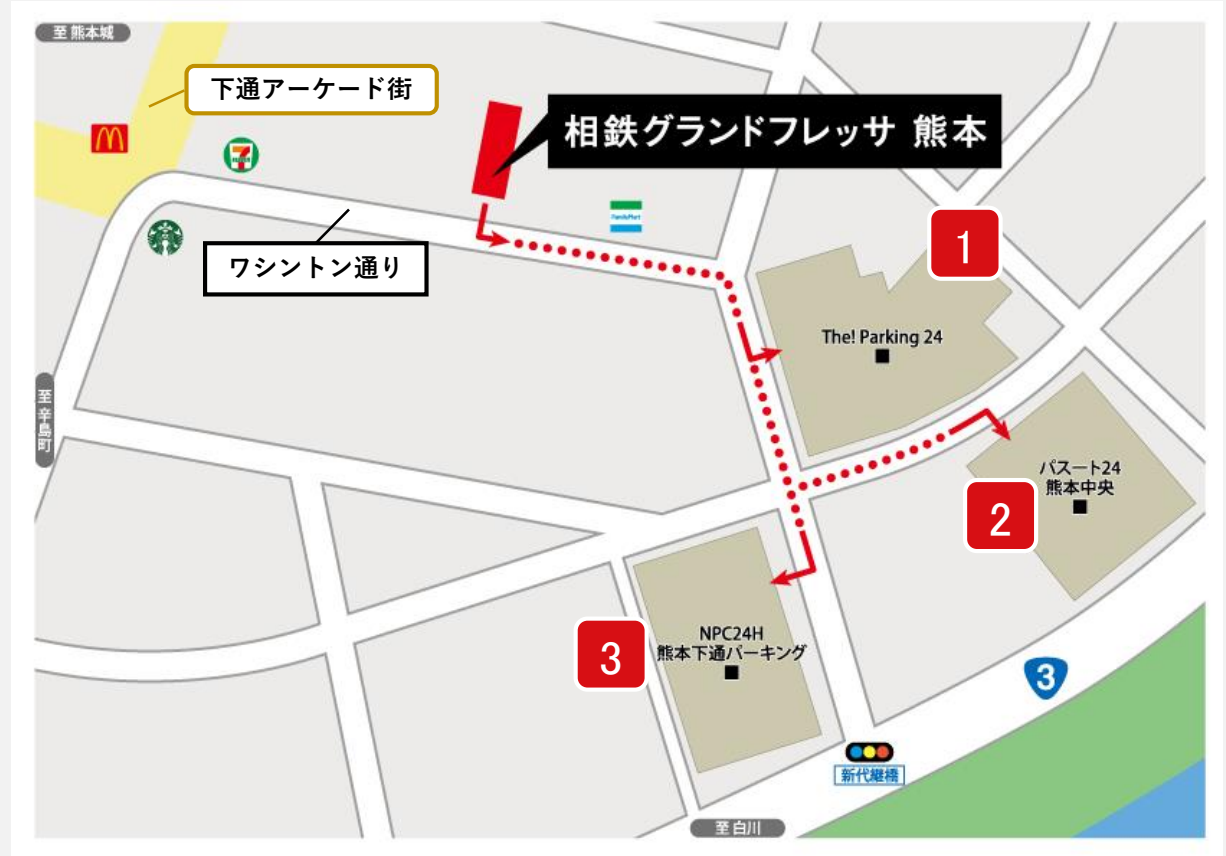 至 熊本城
下通アーケード街
相鉄グランドフレッサ 熊本
7
ELEVEN
FamilyMart
ワシントン通り
1
The! Parking 24
至 辛島町
パスート24
熊本中央
2
NPC24H
熊本下通パーキング
3
3
新代継橋
至 白川